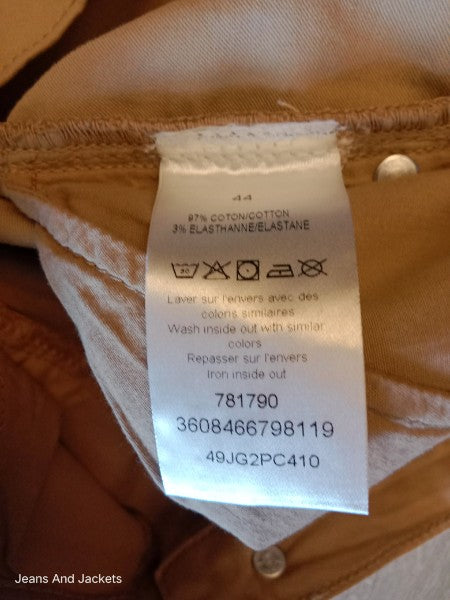 44
97% COTON/COTTON
3% ELASTHANNE/ELASTANE
30
Laver sur l'envers avec des
coloris similaires
Wash inside out with similar
colors
Repasser sur l'envers
Iron inside out
781790
3608466798119
49JG2PC410
Jeans And Jackets